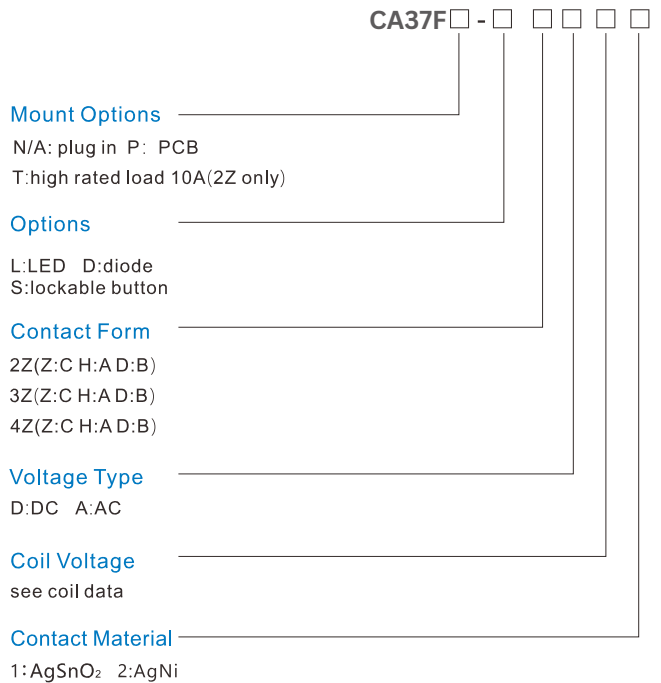 CA37F□ - □ □ □ □ □
Mount Options
N/A: plug in P: PCB
T:high rated load 10A(2Z only)
Options
L:LED D:diode
S:lockable button
Contact Form
2Z(Z:C H:A D:B)
3Z(Z:C H:A D:B)
4Z(Z:C H:A D:B)
Voltage Type
D:DC A:AC
Coil Voltage
see coil data
Contact Material
1:AgSnO₂ 2:AgNi